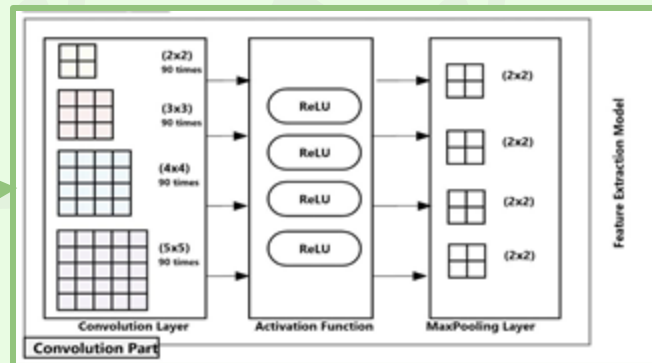 (2x2)
90 times
(3x3)
90 times
(4x4)
90 times
(5x5)
90 times
Convolution Layer
ReLU
ReLU
ReLU
ReLU
Activation Function
(2x2)
(2x2)
(2x2)
(2x2)
MaxPooling Layer
Convolution Part
Feature Extraction Model